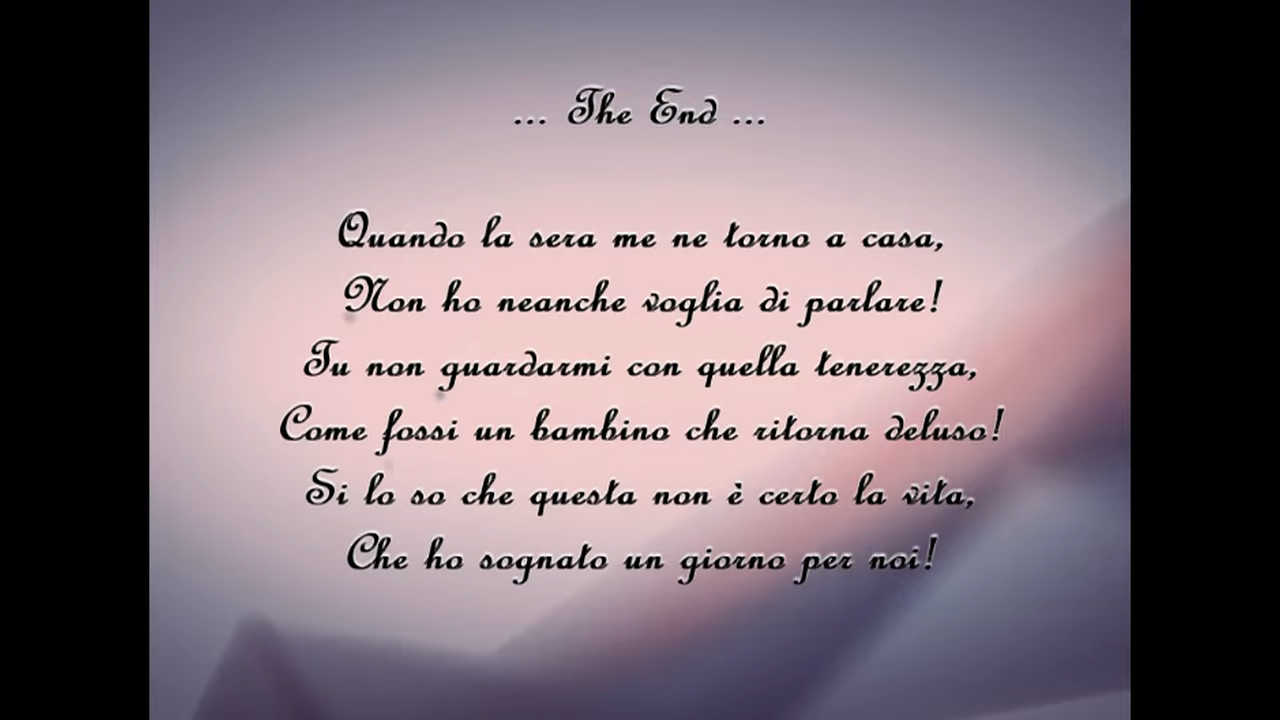 ... The End ...
Quando la sera me ne torno a casa,
Non ho neanche voglia di parlare!
Tu non guardarmi con quella tenerezza,
Come fossi un bambino che ritorna deluso!
Si lo so che questa non è certo la vita,
Che ho sognato un giorno per noi!